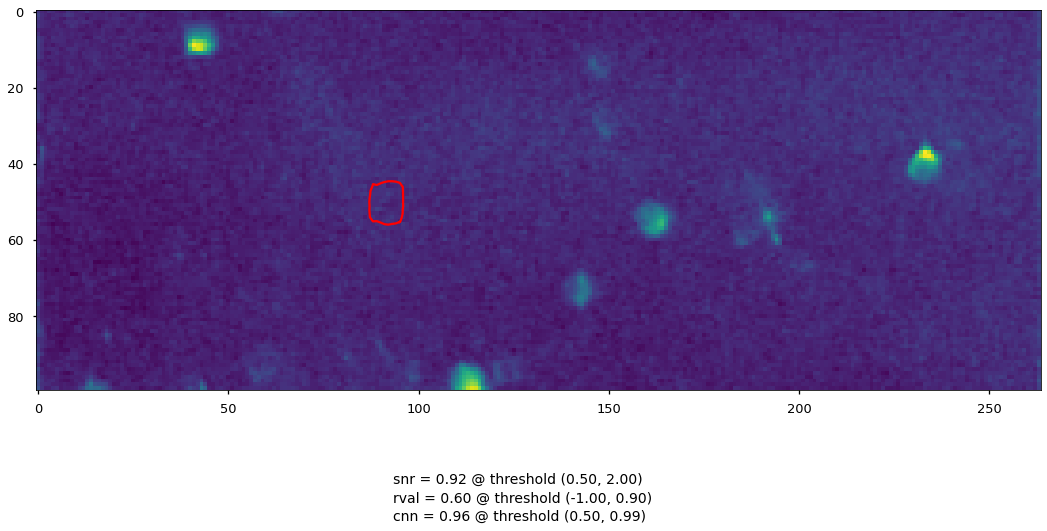 0
20
40
60
80
0 50 100 150 200 250
snr = 0.92 @ threshold (0.50, 2.00)
rval = 0.60 @ threshold (-1.00, 0.90)
cnn = 0.96 @ threshold (0.50, 0.99)